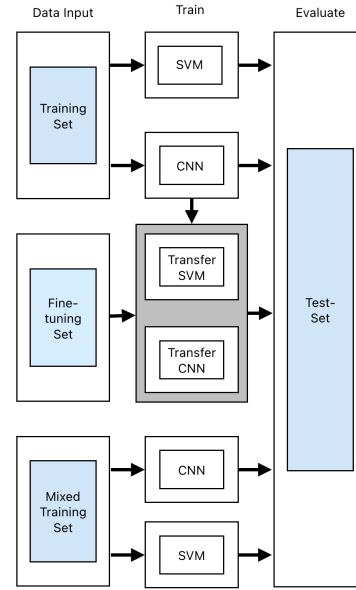 Data Input
Train
Evaluate
Training
Set
SVM
CNN
Fine-
tuning
Set
Transfer
SVM
Transfer
CNN
Test-
Set
Mixed
Training
Set
CNN
SVM